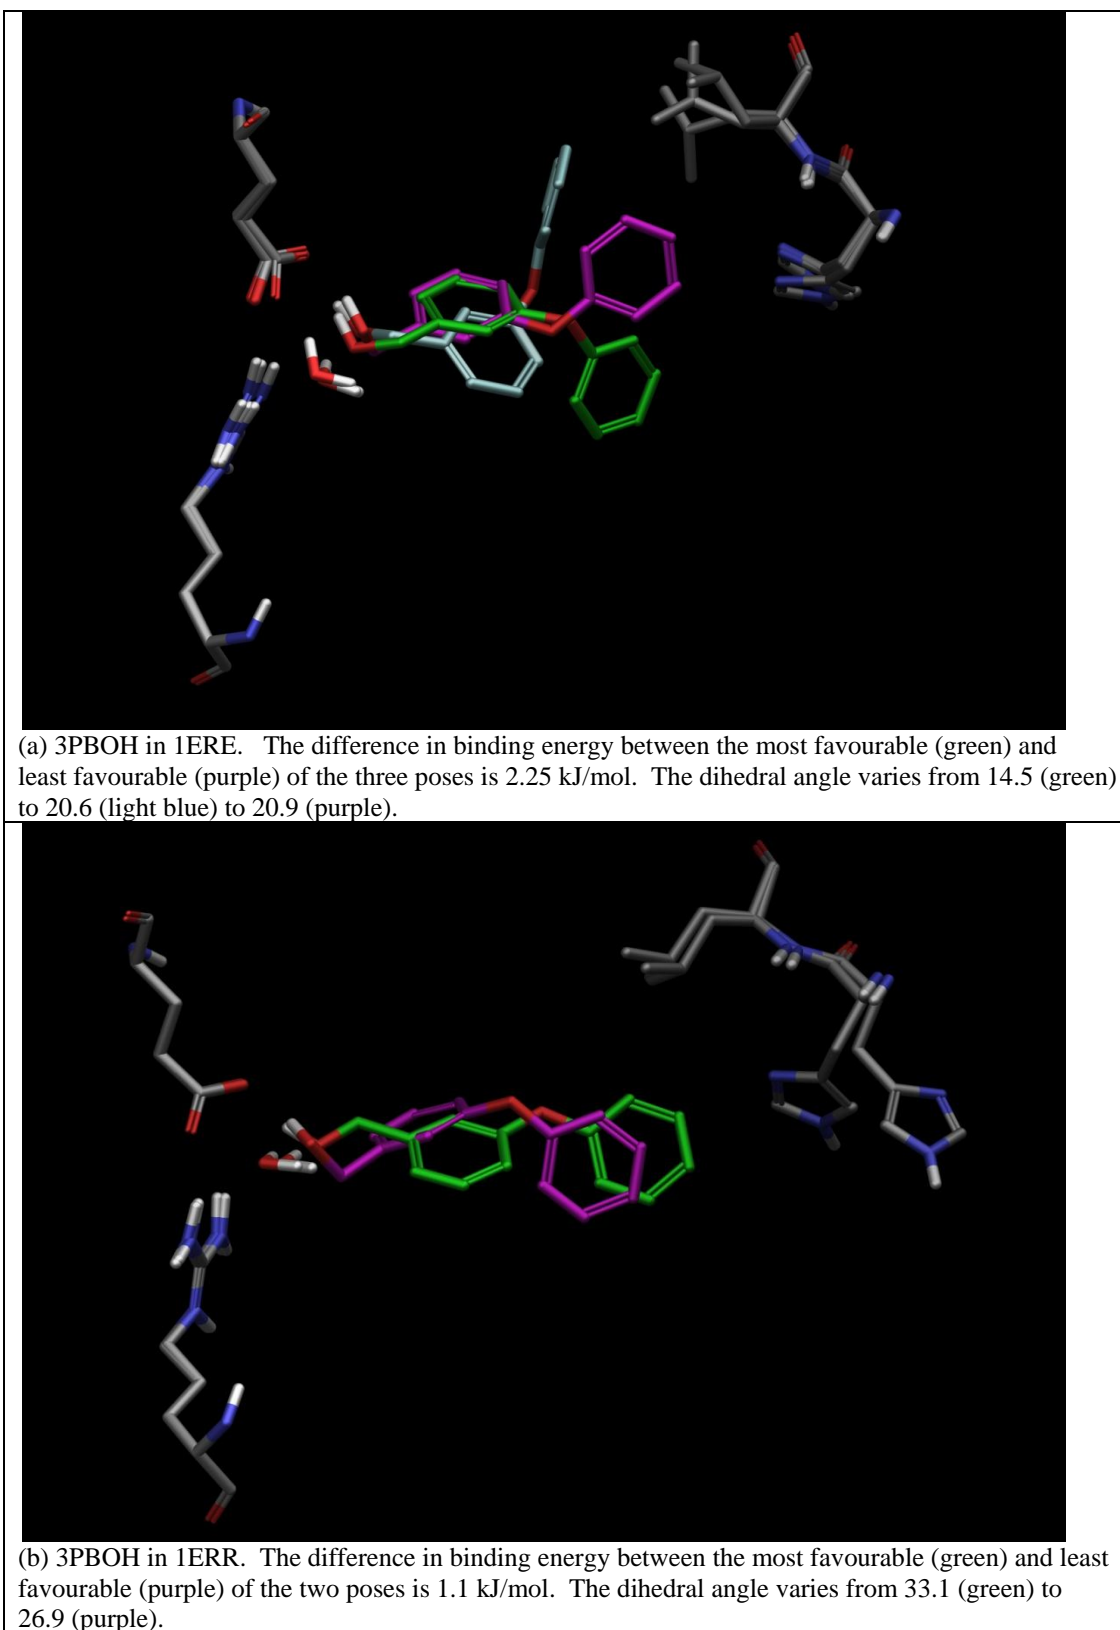 (a) 3PBOH in 1ERE.   The difference in binding energy between the most favourable (green) and
least favourable (purple) of the three poses is 2.25 kJ/mol.  The dihedral angle varies from 14.5 (green)
to 20.6 (light blue) to 20.9 (purple).
(b) 3PBOH in 1ERR.  The difference in binding energy between the most favourable (green) and least
favourable (purple) of the two poses is 1.1 kJ/mol.  The dihedral angle varies from 33.1 (green) to
26.9 (purple).